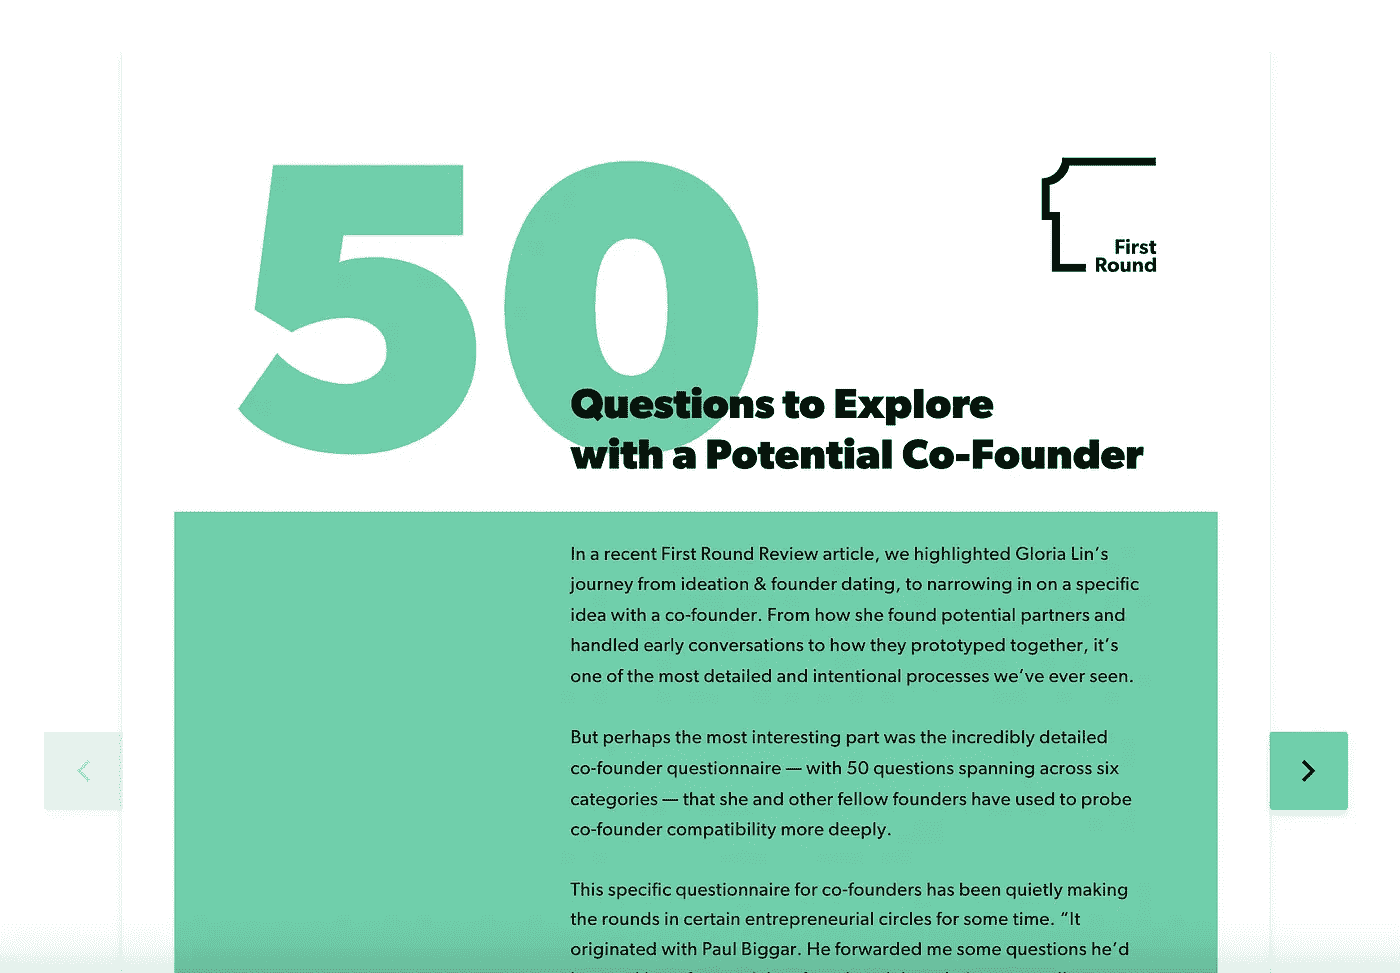 50
First
Round
Questions to Explore
with a Potential Co-Founder
In a recent First Round Review article, we highlighted Gloria Lin’s
journey from ideation & founder dating, to narrowing in on a specific
idea with a co-founder. From how she found potential partners and
handled early conversations to how they prototyped together, it’s
one of the most detailed and intentional processes we’ve ever seen.
But perhaps the most interesting part was the incredibly detailed
co-founder questionnaire — with 50 questions spanning across six
categories — that she and other fellow founders have used to probe
co-founder compatibility more deeply.
This specific questionnaire for co-founders has been quietly making
the rounds in certain entrepreneurial circles for some time. “It
originated with Paul Biggar. He forwarded me some questions he’d